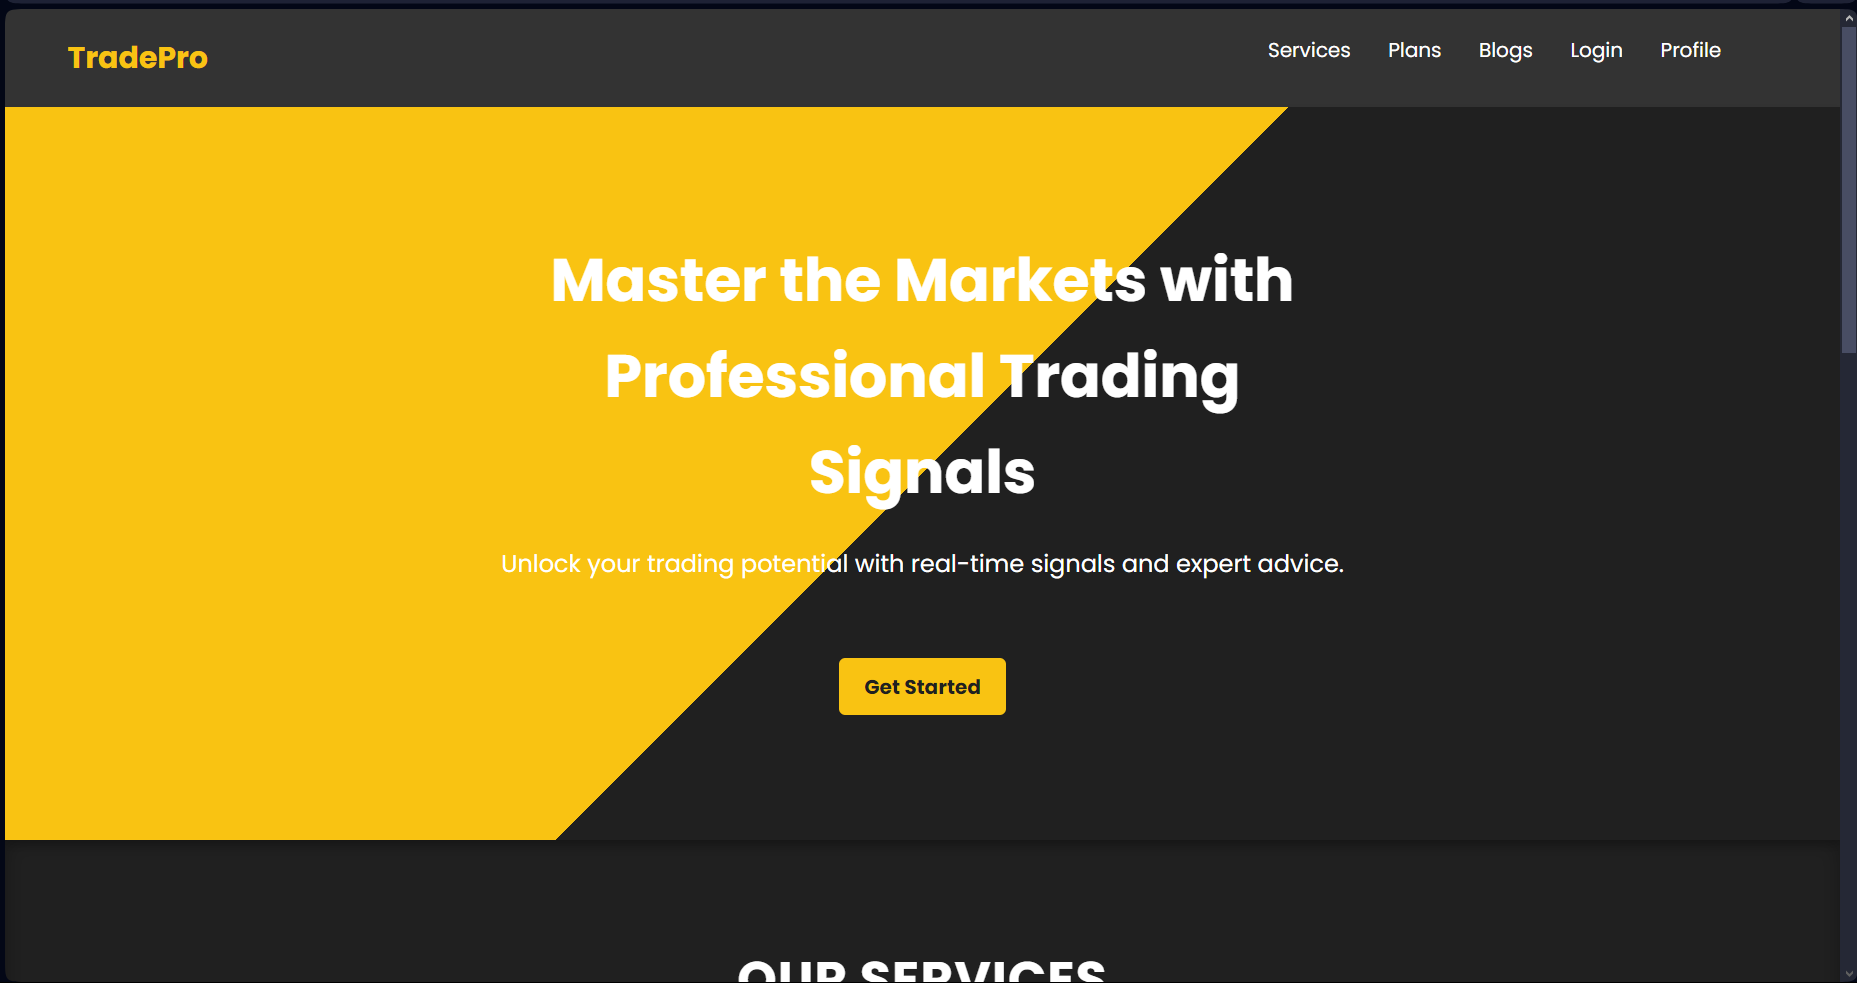 TradePro
Services Plans Blogs Login Profile
Master the Markets with
Professional Trading
Signals
Unlock your trading potential with real-time signals and expert advice.
Get Started
OUR SERVICES